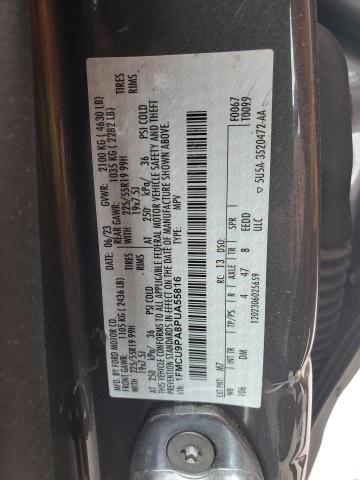 MFD. BY FORD MOTOR CO.
06/23
GVWR: 2100 KG ( 4630 LB)
FRONT GAWR: 1105 KG (2436 LB)
REAR GAWR: 1035 KG (2282 LB)
225/55R19 99H TIRES
225/55R19 99H TIRES
19x7.5J RIMS
19x7.5J RIMS
AT 250 kPa/ 36 PSI COLD
AT 250 kPa/ 36 PSI COLD
THIS VEHICLE CONFORMS TO ALL APPLICABLE FEDERAL MOTOR VEHICLE SAFETY AND THEFT
PREVENTION STANDARDS IN EFFECT ON THE DATE OF MANUFACTURE SHOWN ABOVE.
VIN: 1FMCU9PA8PUA55816
F0067
T0099
EXT PNT: M7
RC: 13 DSO:
WB INT TR TP/PS R AXLE TR SPR
106 DM 4 47 8 EEDD
ULC
1202306025659
5U5A-3520472-AA